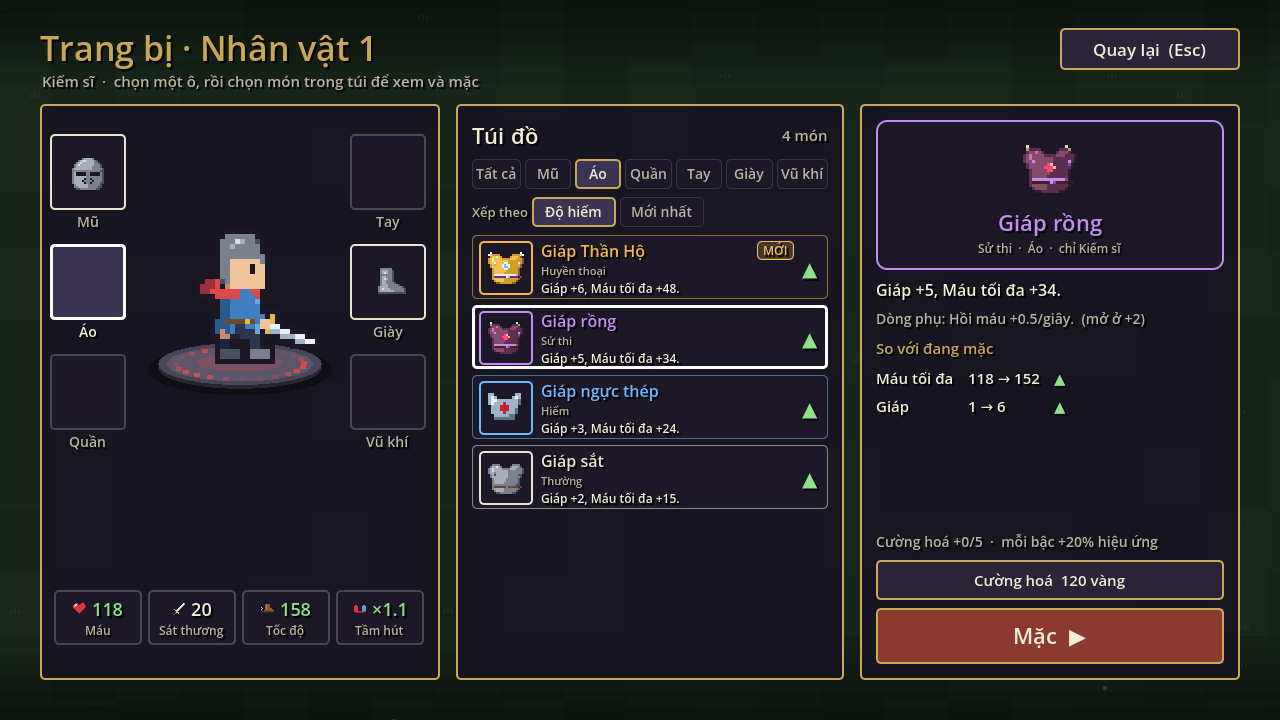 Trang bị · Nhân vật 1
Kiếm sĩ · chọn một ô, rồi chọn món trong túi để xem và mặc
Quay lại (Esc)
Mũ
Tay
Áo
Giày
Quần
Vũ khí
118
Máu
20
Sát thương
158
Tốc độ
×1.1
Tầm hút
Túi đồ
4 món
Tất cả
Mũ
Áo
Quần
Tay
Giày
Vũ khí
Xếp theo
Độ hiếm
Mới nhất
Giáp Thần Hộ
MỚI
Huyền thoại
Giáp +6, Máu tối đa +48.
▲
Giáp rồng
Sử thi
Giáp +5, Máu tối đa +34.
▲
Giáp ngực thép
Hiếm
Giáp +3, Máu tối đa +24.
▲
Giáp sắt
Thường
Giáp +2, Máu tối đa +15.
▲
Giáp rồng
Sử thi · Áo · chỉ Kiếm sĩ
Giáp +5, Máu tối đa +34.
Dòng phụ: Hồi máu +0.5/giây. (mở ở +2)
So với đang mặc
Máu tối đa 118 → 152 ▲
Giáp 1 → 6 ▲
Cường hoá +0/5 · mỗi bậc +20% hiệu ứng
Cường hoá 120 vàng
Mặc ▶